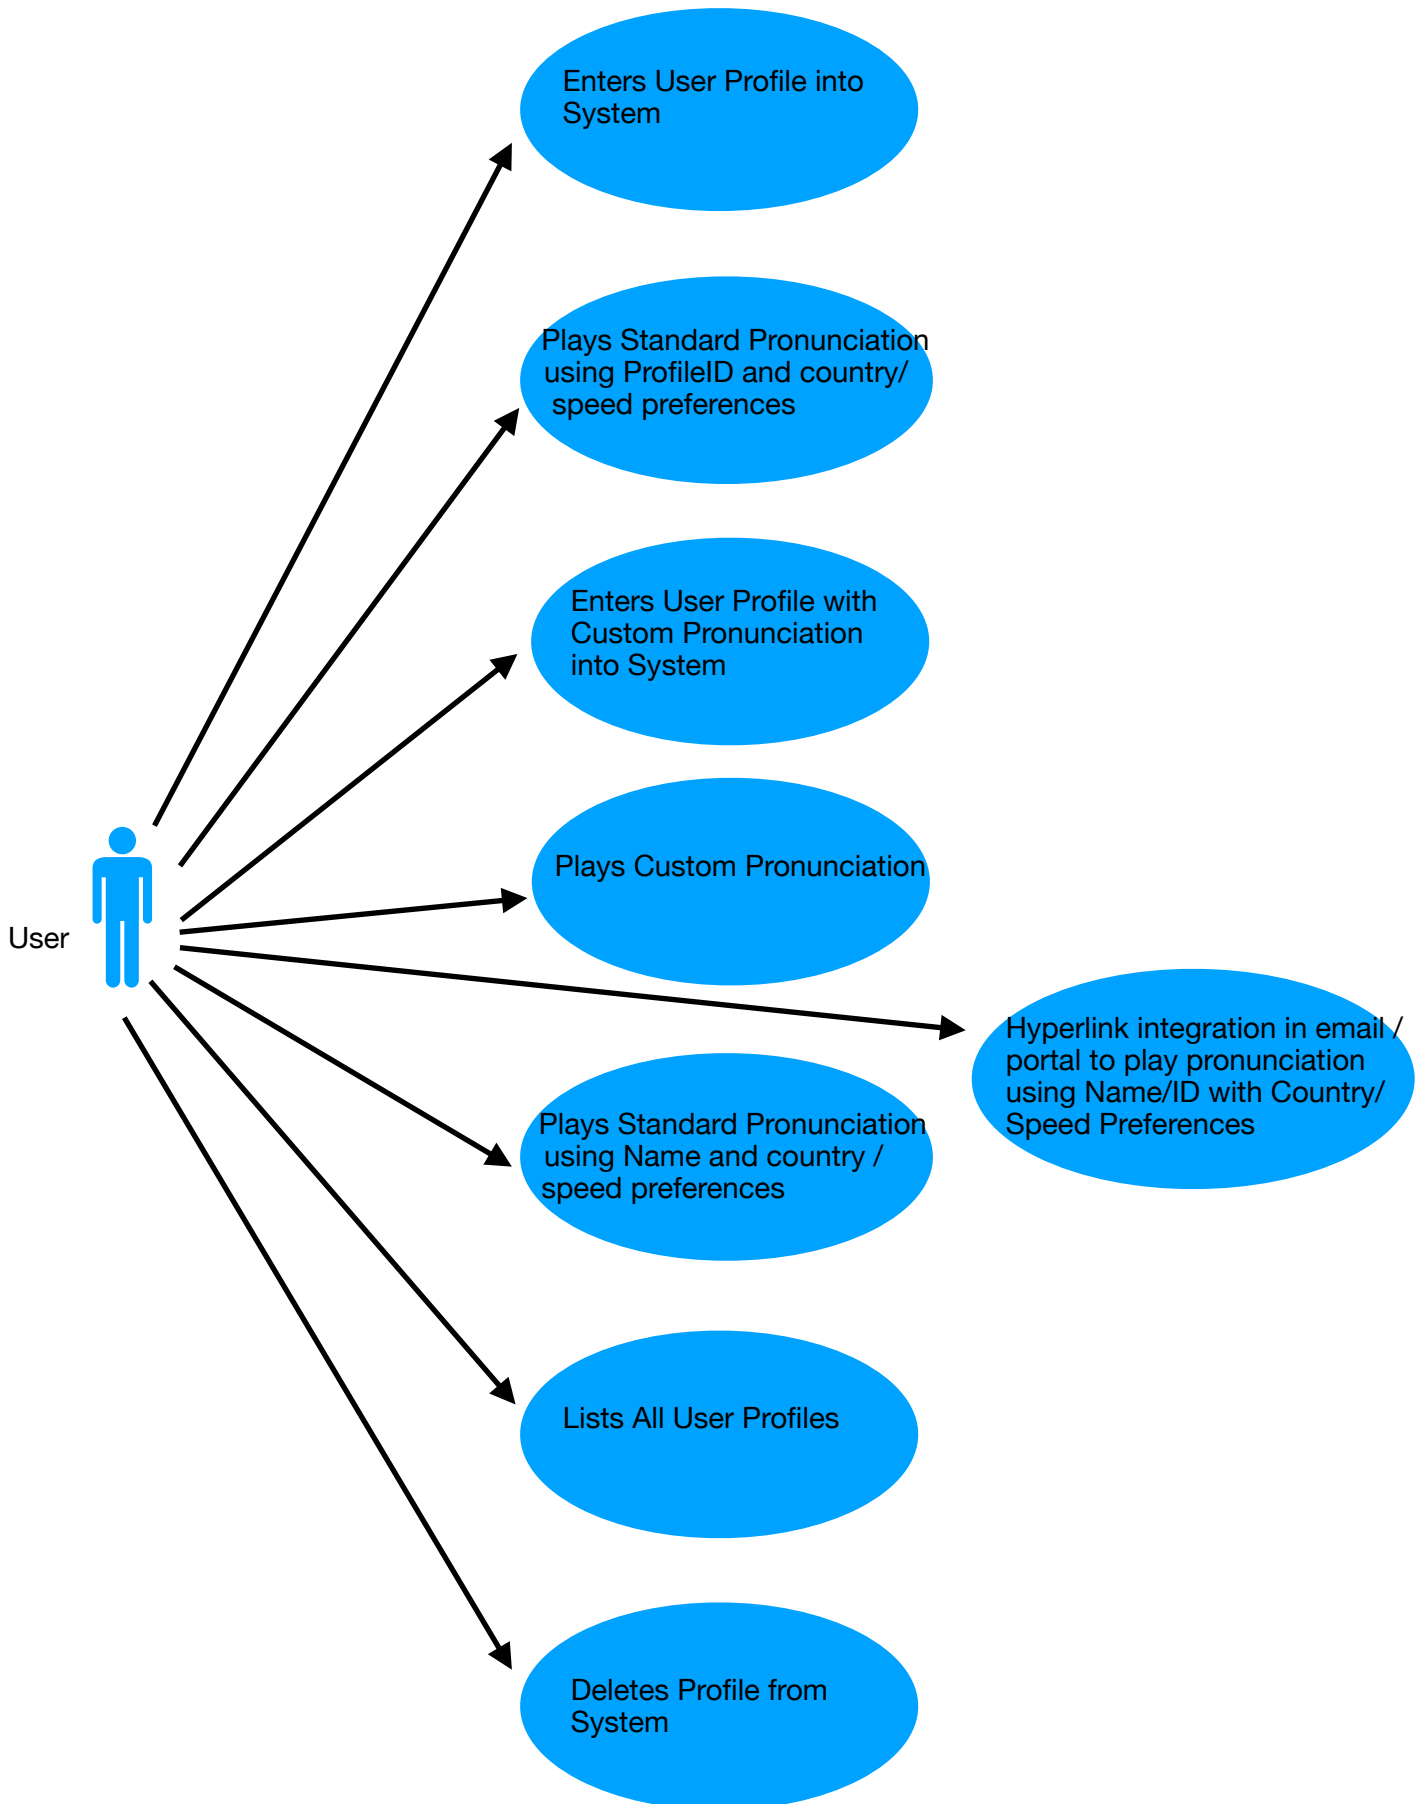 Enters User Profile into
System
Plays Standard Pronunciation
using ProfileID and country/
speed preferences
Enters User Profile with
Custom Pronunciation
into System
Plays Custom Pronunciation
User
Hyperlink integration in email /
portal to play pronunciation
using Name/ID with Country/
Speed Preferences
Plays Standard Pronunciation
using Name and country /
speed preferences
Lists All User Profiles
Deletes Profile from
System